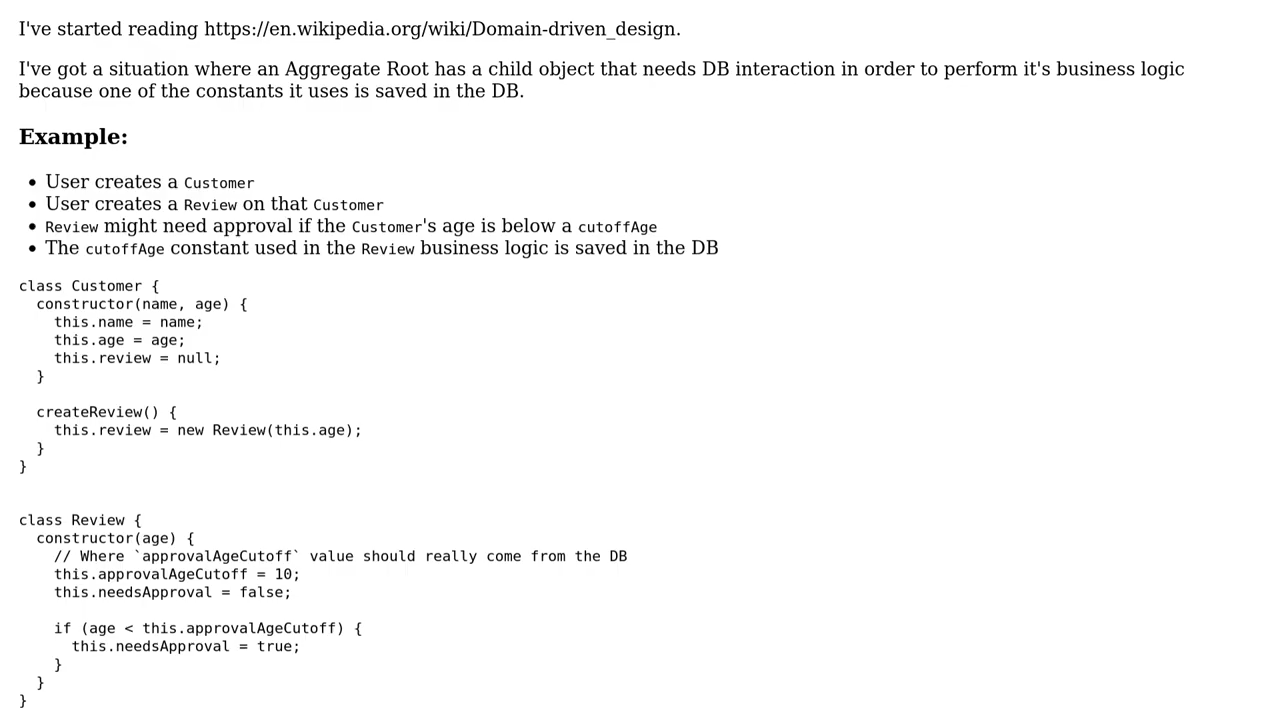 I've started reading https://en.wikipedia.org/wiki/Domain-driven_design.
I've got a situation where an Aggregate Root has a child object that needs DB interaction in order to perform it's business logic
because one of the constants it uses is saved in the DB.
Example:
• User creates a Customer
• User creates a Review on that Customer
• Review might need approval if the Customer's age is below a cutoffAge
• The cutoffAge constant used in the Review business logic is saved in the DB
class Customer {
  constructor(name, age) {
    this.name = name;
    this.age = age;
    this.review = null;
  }

  createReview() {
    this.review = new Review(this.age);
  }
}

class Review {
  constructor(age) {
    // Where `approvalAgeCutoff` value should really come from the DB
    this.approvalAgeCutoff = 10;
    this.needsApproval = false;

    if (age < this.approvalAgeCutoff) {
      this.needsApproval = true;
    }
  }
}